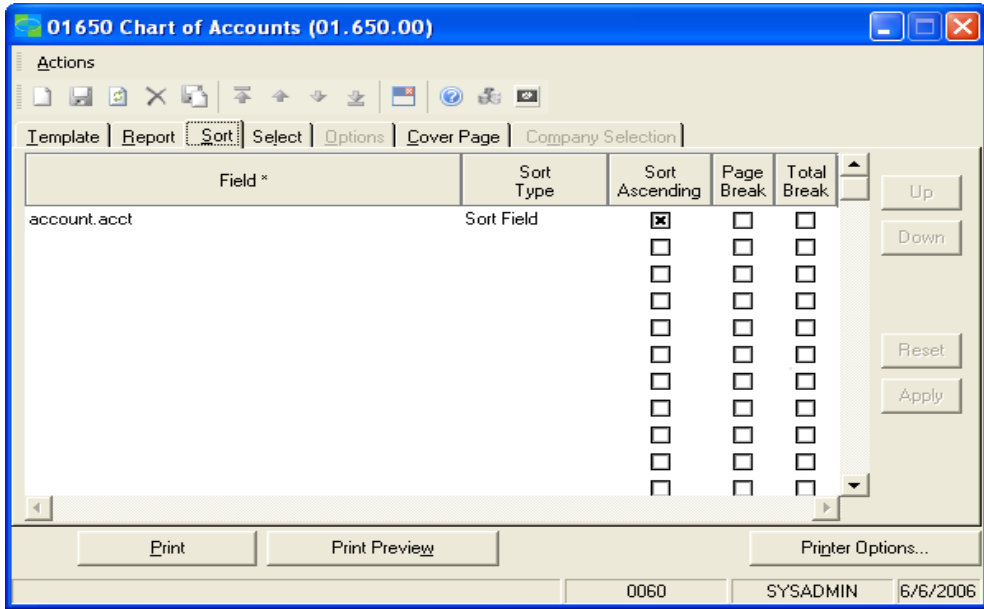 01650 Chart of Accounts (01.650.00)
Actions
Template Report Sort Select Options Cover Page Company Selection
Field * Sort Type Sort Ascending Page Break Total Break
Up
account.acct Sort Field
Down
Reset
Apply
Print Print Preview Printer Options...
0060 SYSADMIN 6/6/2006